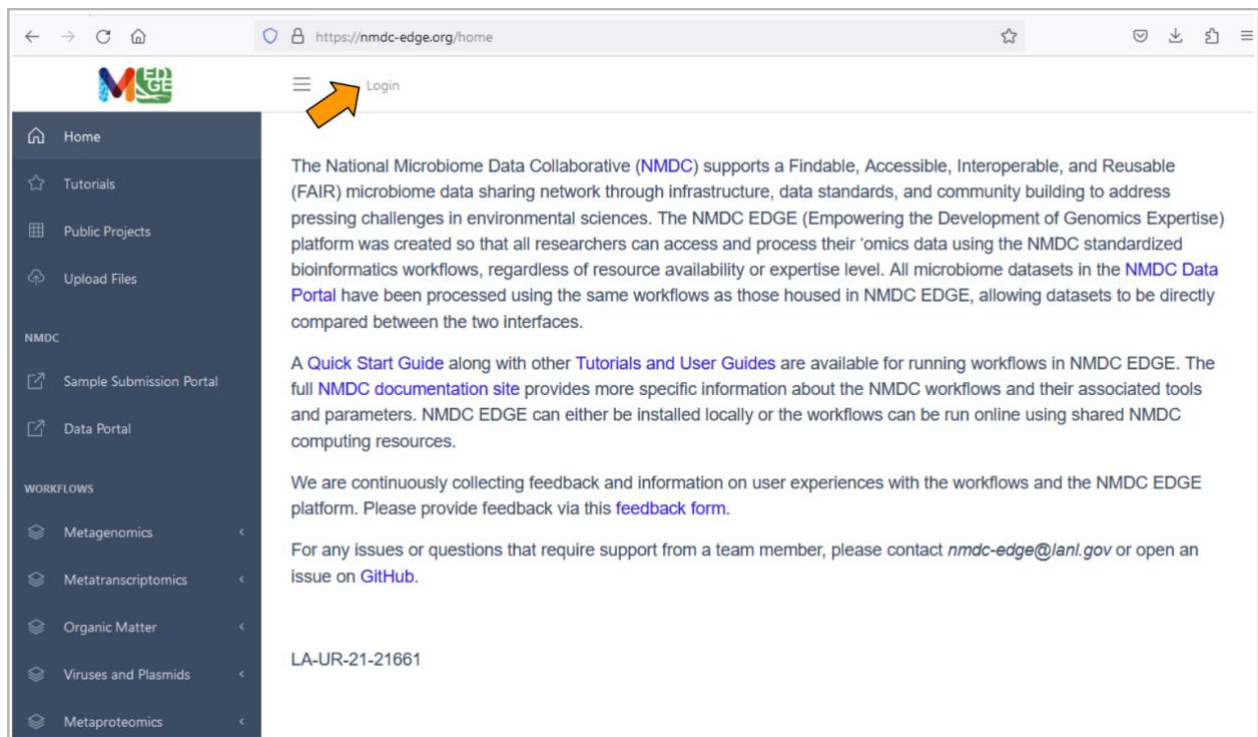 https://nmdc-edge.org/home
M EDGE
Login
Home
Tutorials
Public Projects
Upload Files
NMDC
Sample Submission Portal
Data Portal
WORKFLOWS
Metagenomics
Metatranscriptomics
Organic Matter
Viruses and Plasmids
Metaproteomics
The National Microbiome Data Collaborative (NMDC) supports a Findable, Accessible, Interoperable, and Reusable
(FAIR) microbiome data sharing network through infrastructure, data standards, and community building to address
pressing challenges in environmental sciences. The NMDC EDGE (Empowering the Development of Genomics Expertise)
platform was created so that all researchers can access and process their ‘omics data using the NMDC standardized
bioinformatics workflows, regardless of resource availability or expertise level. All microbiome datasets in the NMDC Data
Portal have been processed using the same workflows as those housed in NMDC EDGE, allowing datasets to be directly
compared between the two interfaces.
A Quick Start Guide along with other Tutorials and User Guides are available for running workflows in NMDC EDGE. The
full NMDC documentation site provides more specific information about the NMDC workflows and their associated tools
and parameters. NMDC EDGE can either be installed locally or the workflows can be run online using shared NMDC
computing resources.
We are continuously collecting feedback and information on user experiences with the workflows and the NMDC EDGE
platform. Please provide feedback via this feedback form.
For any issues or questions that require support from a team member, please contact nmdc-edge@lanl.gov or open an
issue on GitHub.
LA-UR-21-21661